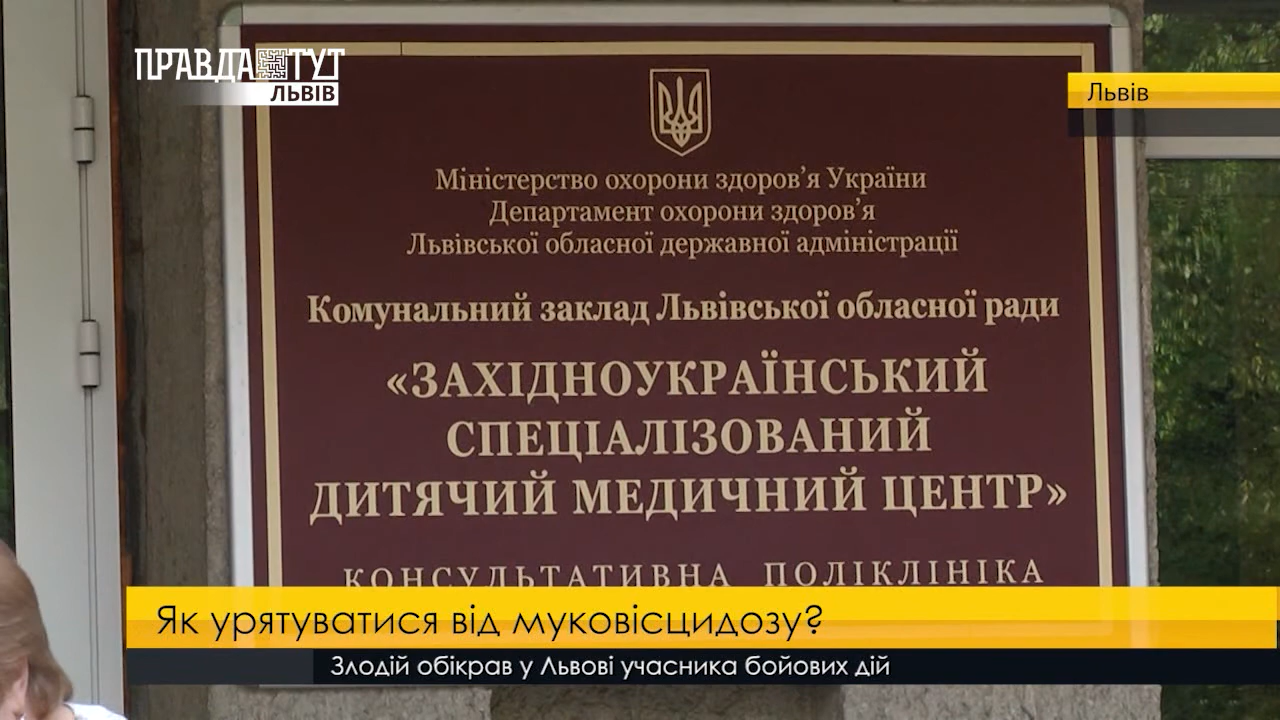 ПРАВДА ТУТ
ЛЬВІВ
Львів
Міністерство охорони здоров’я України
Департамент охорони здоров’я
Львівської обласної державної адміністрації
Комунальний заклад Львівської обласної ради
«ЗАХІДНОУКРАЇНСЬКИЙ
СПЕЦІАЛІЗОВАНИЙ
ДИТЯЧИЙ МЕДИЧНИЙ ЦЕНТР»
КОНСУЛЬТАТИВНА ПОЛІКЛІНІКА
Як урятуватися від муковісцидозу?
Злодій обікрав у Львові учасника бойових дій